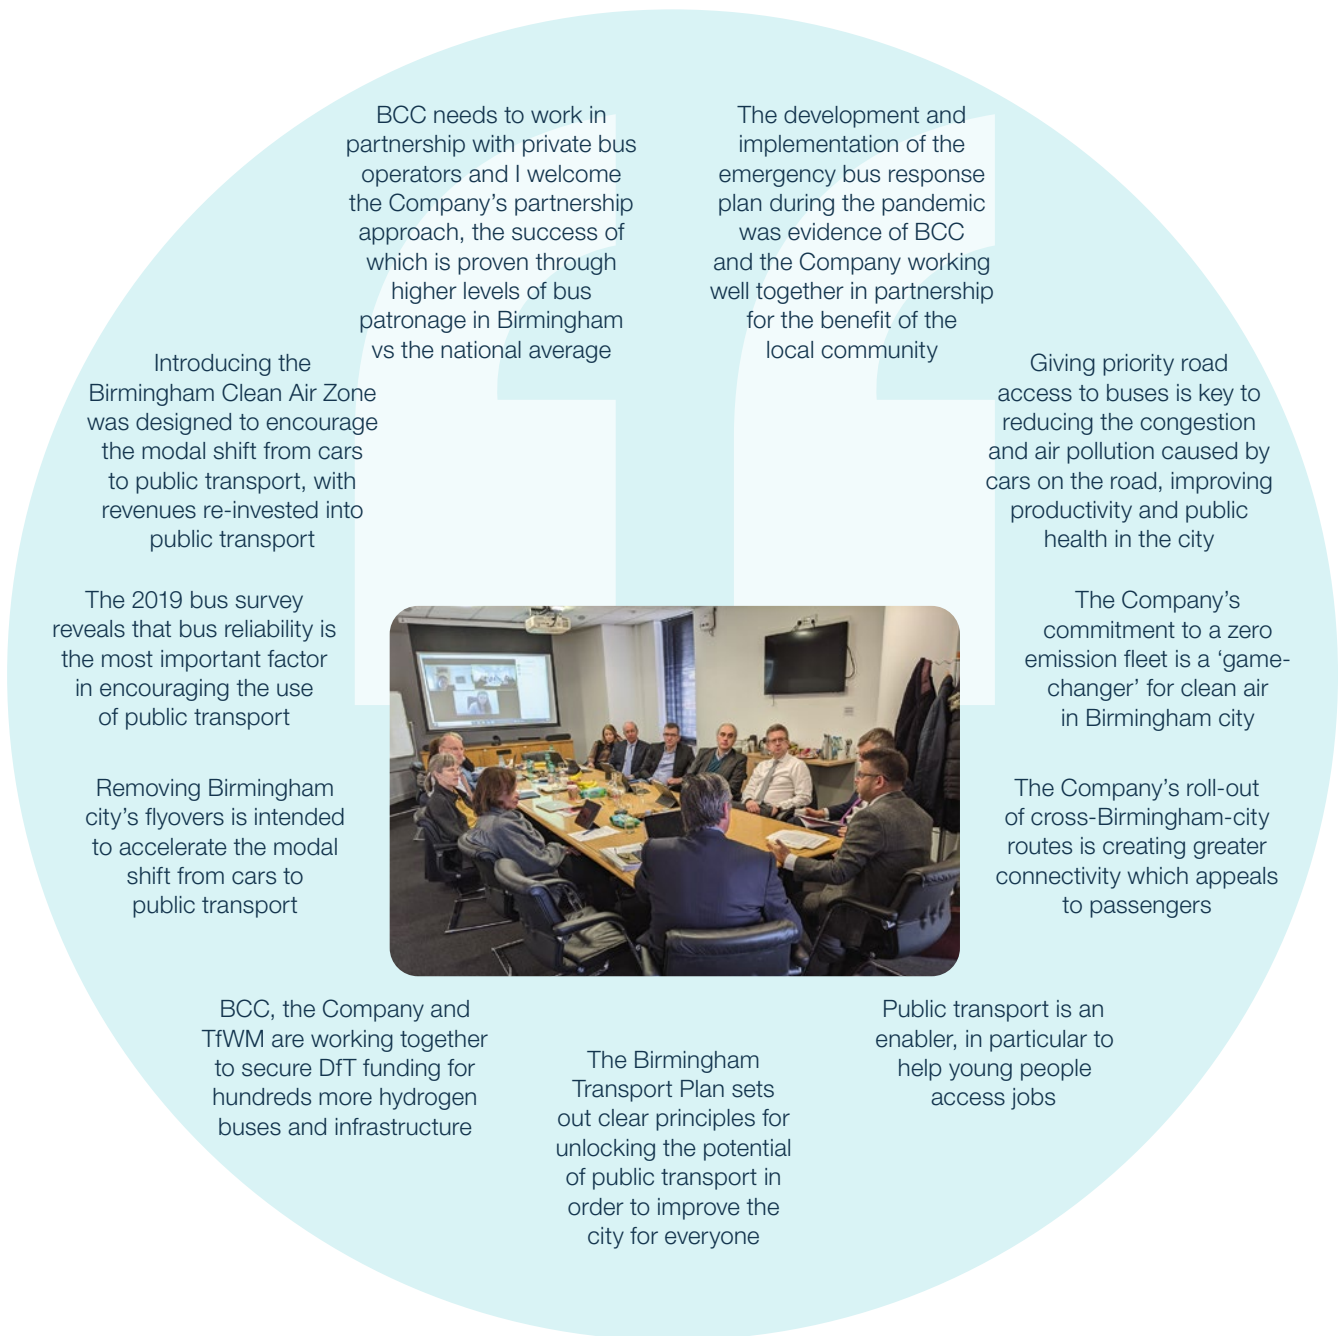 BCC needs to work in
partnership with private bus
operators and I welcome
the Company's partnership
approach, the success of
which is proven through
higher levels of bus
patronage in Birmingham
vs the national average
The development and
implementation of the
emergency bus response
plan during the pandemic
was evidence of BCC
and the Company working
well together in partnership
for the benefit of the
local community
Introducing the
Birmingham Clean Air Zone
was designed to encourage
the modal shift from cars
to public transport, with
revenues re-invested into
public transport
Giving priority road
access to buses is key to
reducing the congestion
and air pollution caused by
cars on the road, improving
productivity and public
health in the city
The 2019 bus survey
reveals that bus reliability is
the most important factor
in encouraging the use
of public transport
The Company's
commitment to a zero
emission fleet is a ‘game-
changer’ for clean air
in Birmingham city
Removing Birmingham
city's flyovers is intended
to accelerate the modal
shift from cars to
public transport
The Company's roll-out
of cross-Birmingham-city
routes is creating greater
connectivity which appeals
to passengers
BCC, the Company and
TfWM are working together
to secure DfT funding for
hundreds more hydrogen
buses and infrastructure
The Birmingham
Transport Plan sets
out clear principles for
unlocking the potential
of public transport in
order to improve the
city for everyone
Public transport is an
enabler, in particular to
help young people
access jobs